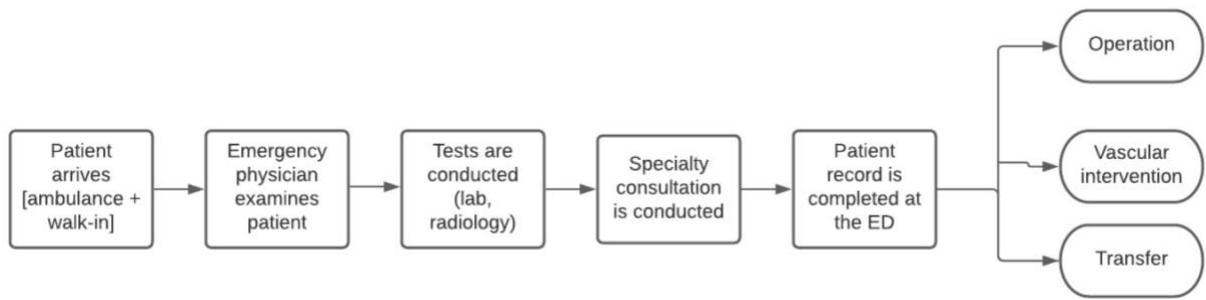 Patient
arrives
[ambulance +
walk-in]
Emergency
physician
examines
patient
Tests are
conducted
(lab,
radiology)
Specialty
consultation
is conducted
Patient
record is
completed at
the ED
Operation
Vascular
intervention
Transfer